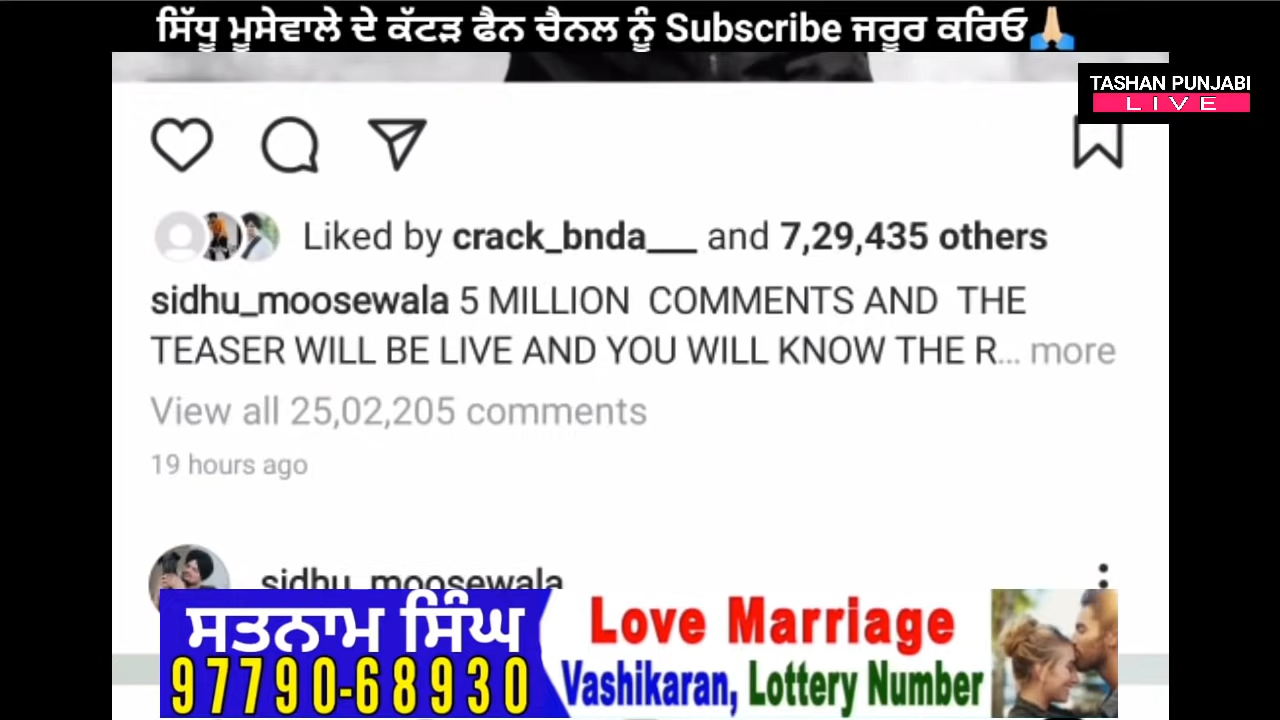 ਸਿੱਧੂ ਮੂਸੇਵਾਲੇ ਦੇ ਕੱਟੜ ਫੈਨ ਚੈਨਲ ਨੂੰ Subscribe ਜਰੂਰ ਕਰਿਓ🙏🏻
TASHAN PUNJABI
LIVE
Liked by crack_bnda___ and 7,29,435 others
sidhu_moosewala 5 MILLION COMMENTS AND THE
TEASER WILL BE LIVE AND YOU WILL KNOW THE R... more
View all 25,02,205 comments
19 hours ago
sidhu_moosewala
ਸਤਨਾਮ ਸਿੰਘ
97790-68930
Love Marriage
Vashikaran, Lottery Number